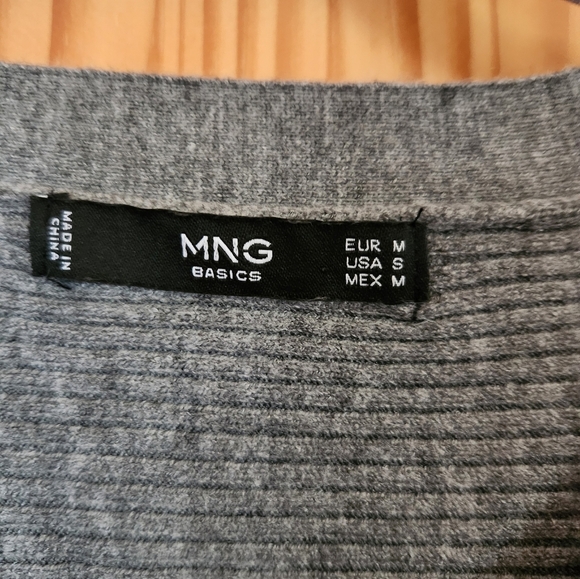 MADE IN
CHINA
MNG
BASICS
EUR M
USA S
MEX M